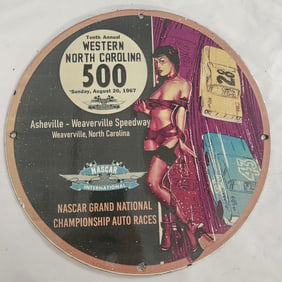 Tenth Annual
WESTERN
NORTH CAROLINA
500
Sunday, August 20, 1967
Asheville - Weaverville Speedway
Weaverville, North Carolina
NASCAR
INTERNATIONAL
NASCAR GRAND NATIONAL
CHAMPIONSHIP AUTO RACES
28